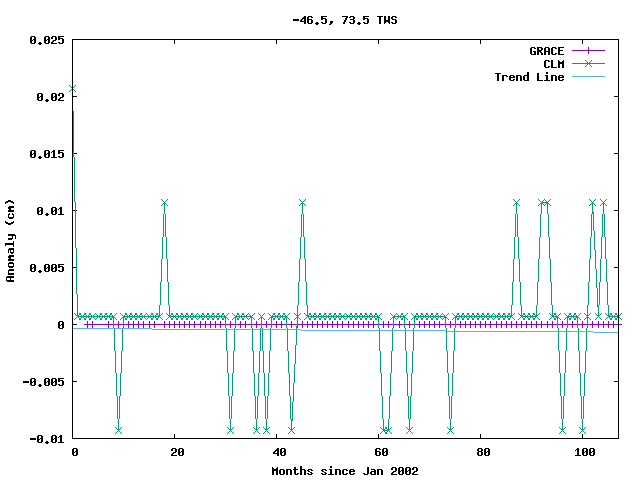 -46.5, 73.5 TWS
0.025
0.02
0.015
0.01
0.005
0
-0.005
-0.01
Anomaly (cm)
GRACE
CLM
Trend Line
0 20 40 60 80 100
Months since Jan 2002